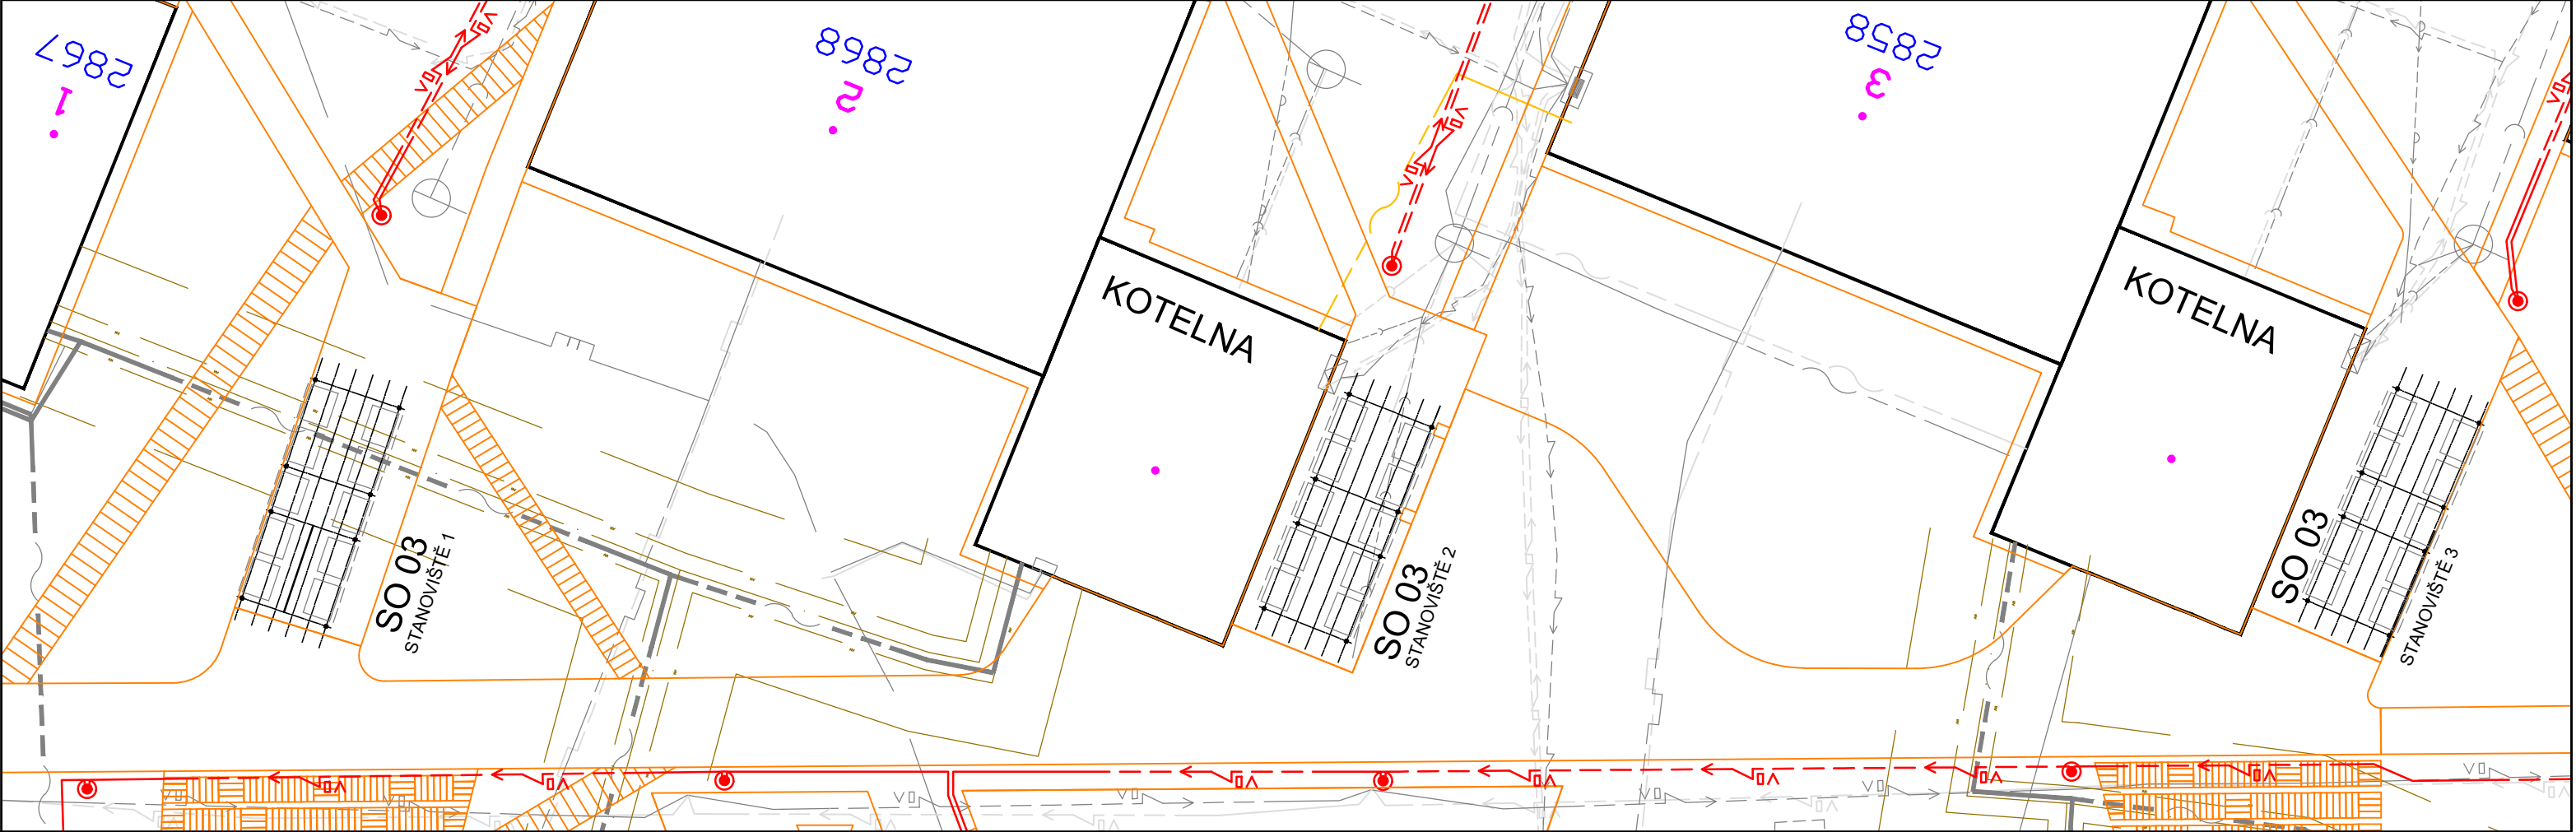 2867
1
2868
2
2858
3
KOTELNA
KOTELNA
SO 03
STANOVIŠTĚ 1
SO 03
STANOVIŠTĚ 2
SO 03
STANOVIŠTĚ 3